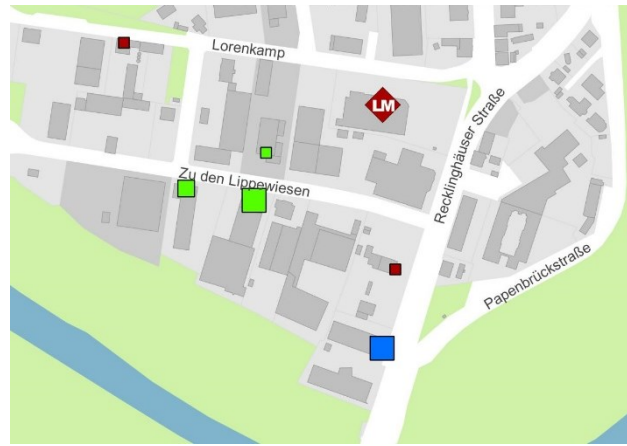 Lorenkamp
LM
Zu den Lippewiesen
Recklinghäuser Straße
Papenbrückstraße